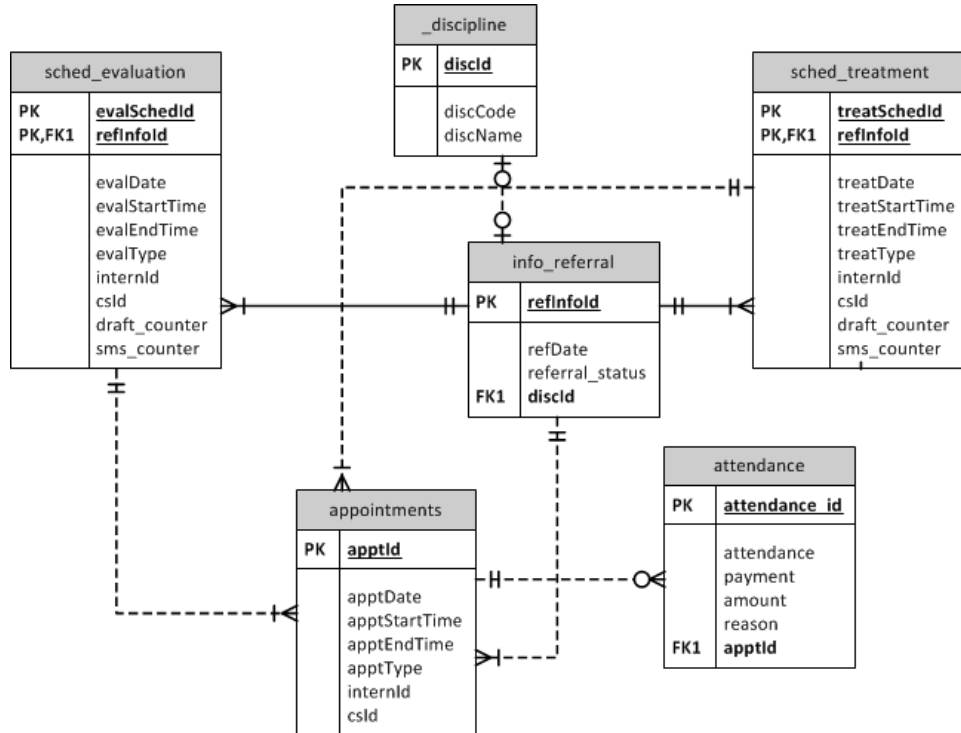 _discipline
PK discId
discCode
discName
sched_evaluation
PK evalSchedId
PK,FK1 refInfoId
evalDate
evalStartTime
evalEndTime
evalType
internId
csId
draft_counter
sms_counter
sched_treatment
PK treatSchedId
PK,FK1 refInfoId
treatDate
treatStartTime
treatEndTime
treatType
internId
csId
draft_counter
sms_counter
info_referral
PK refInfoId
refDate
referral_status
FK1 discId
appointments
PK apptId
apptDate
apptStartTime
apptEndTime
apptType
internId
csId
attendance
PK attendance_id
attendance
payment
amount
reason
FK1 apptId